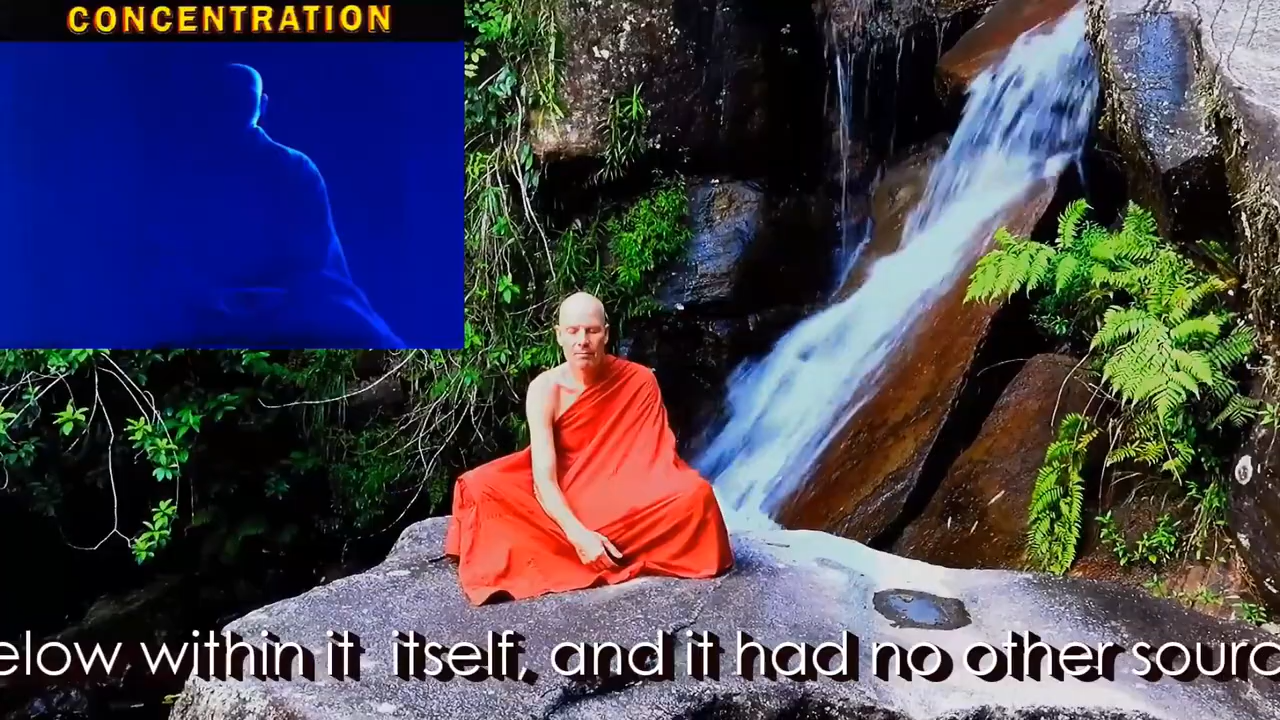 CONCENTRATION
elow within it itself, and it had no other sourc